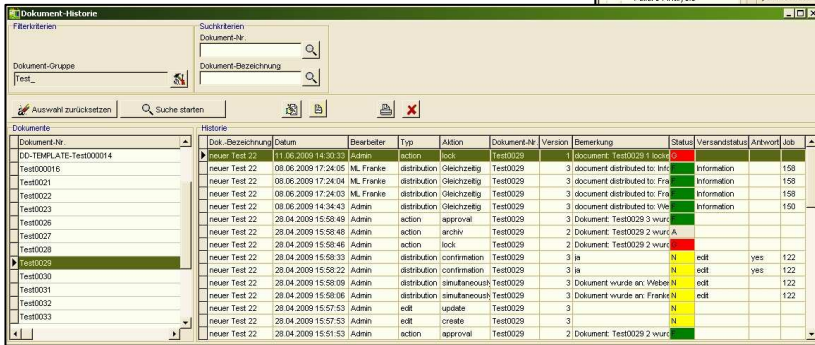 Dokument-Historie
Filterkriterien
Suchkriterien
Dokument-Nr.
Dokument-Gruppe
Dokument-Bezeichnung
Test_
Auswahl zurücksetzen
Suche starten
Dokumente
Historie
Dokument-Nr.
DD-TEMPLATE-Test000014
Test000016
Test0021
Test0022
Test0023
Test0026
Test0027
Test0028
Test0029
Test0030
Test0031
Test0032
Test0033
Dok.-Bezeichnung Datum Bearbeiter Typ Aktion Dokument-Nr. Version Bemerkung Status Versandstatus Antwort Job
neuer Test 22 11.06.2009 14:30:33 Admin action lock Test0029 1 document: Test0029 1 locke G
neuer Test 22 08.06.2009 17:24:05 ML Franke distribution Gleichzeitig Test0029 3 document distributed to: Info F Information 158
neuer Test 22 08.06.2009 17:24:04 ML Franke distribution Gleichzeitig Test0029 3 document distributed to: Fra F Information 158
neuer Test 22 08.06.2009 17:24:03 ML Franke distribution Gleichzeitig Test0029 3 document distributed to: Fra F Information 158
neuer Test 22 08.06.2009 14:34:43 Admin distribution Gleichzeitig Test0029 3 document distributed to: We F Information 150
neuer Test 22 28.04.2009 15:58:49 Admin action approval Test0029 3 Dokument: Test0029 3 wurd F
neuer Test 22 28.04.2009 15:58:48 Admin action archiv Test0029 2 Dokument: Test0029 2 wurd A
neuer Test 22 28.04.2009 15:58:46 Admin action lock Test0029 2 Dokument: Test0029 2 wurd
neuer Test 22 28.04.2009 15:58:33 Admin distribution confirmation Test0029 3 ja N edit yes 122
neuer Test 22 28.04.2009 15:58:22 Admin distribution confirmation Test0029 3 ja N edit yes 122
neuer Test 22 28.04.2009 15:58:09 Admin distribution simultaneously Test0029 3 Dokument wurde an: Weber N edit 122
neuer Test 22 28.04.2009 15:58:06 Admin distribution simultaneously Test0029 3 Dokument wurde an: Franke N edit 122
neuer Test 22 28.04.2009 15:57:53 Admin edit update Test0029 3 N
neuer Test 22 28.04.2009 15:57:53 Admin edit create Test0029 3 N
neuer Test 22 28.04.2009 15:51:53 Admin action approval Test0029 2 Dokument: Test0029 2 wurd F